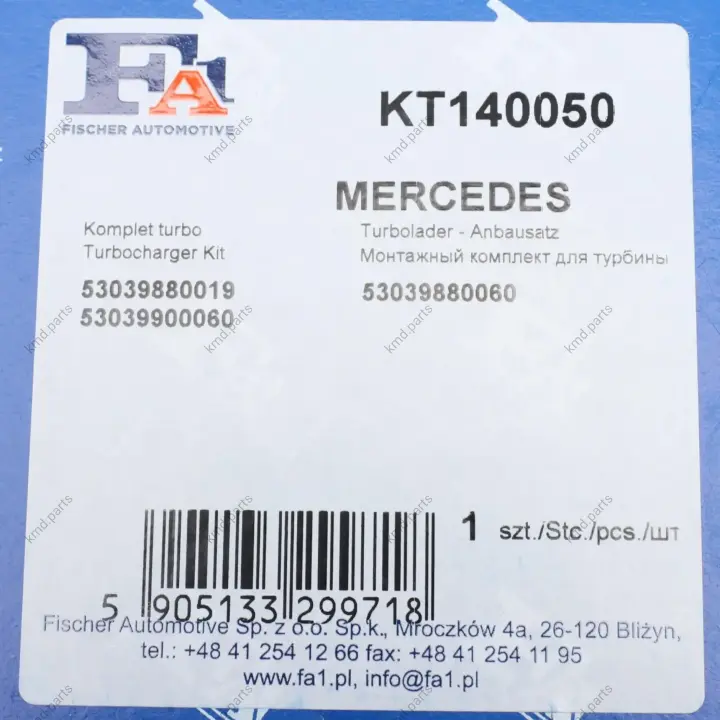 FA1
FISCHER AUTOMOTIVE
KT140050
MERCEDES
Komplet turbo
Turbocharger Kit
Turbolader - Anbausatz
Монтажный комплект для турбины
53039880019
53039900060
53039880060
1 szt./Stc./pcs./шт
5 905133 299718
Fischer Automotive Sp. z o.o. Sp.k., Mroczków 4a, 26-120 Bliżyn,
tel.: +48 41 254 12 66 fax: +48 41 254 11 95
www.fa1.pl, info@fa1.pl
kmd.parts